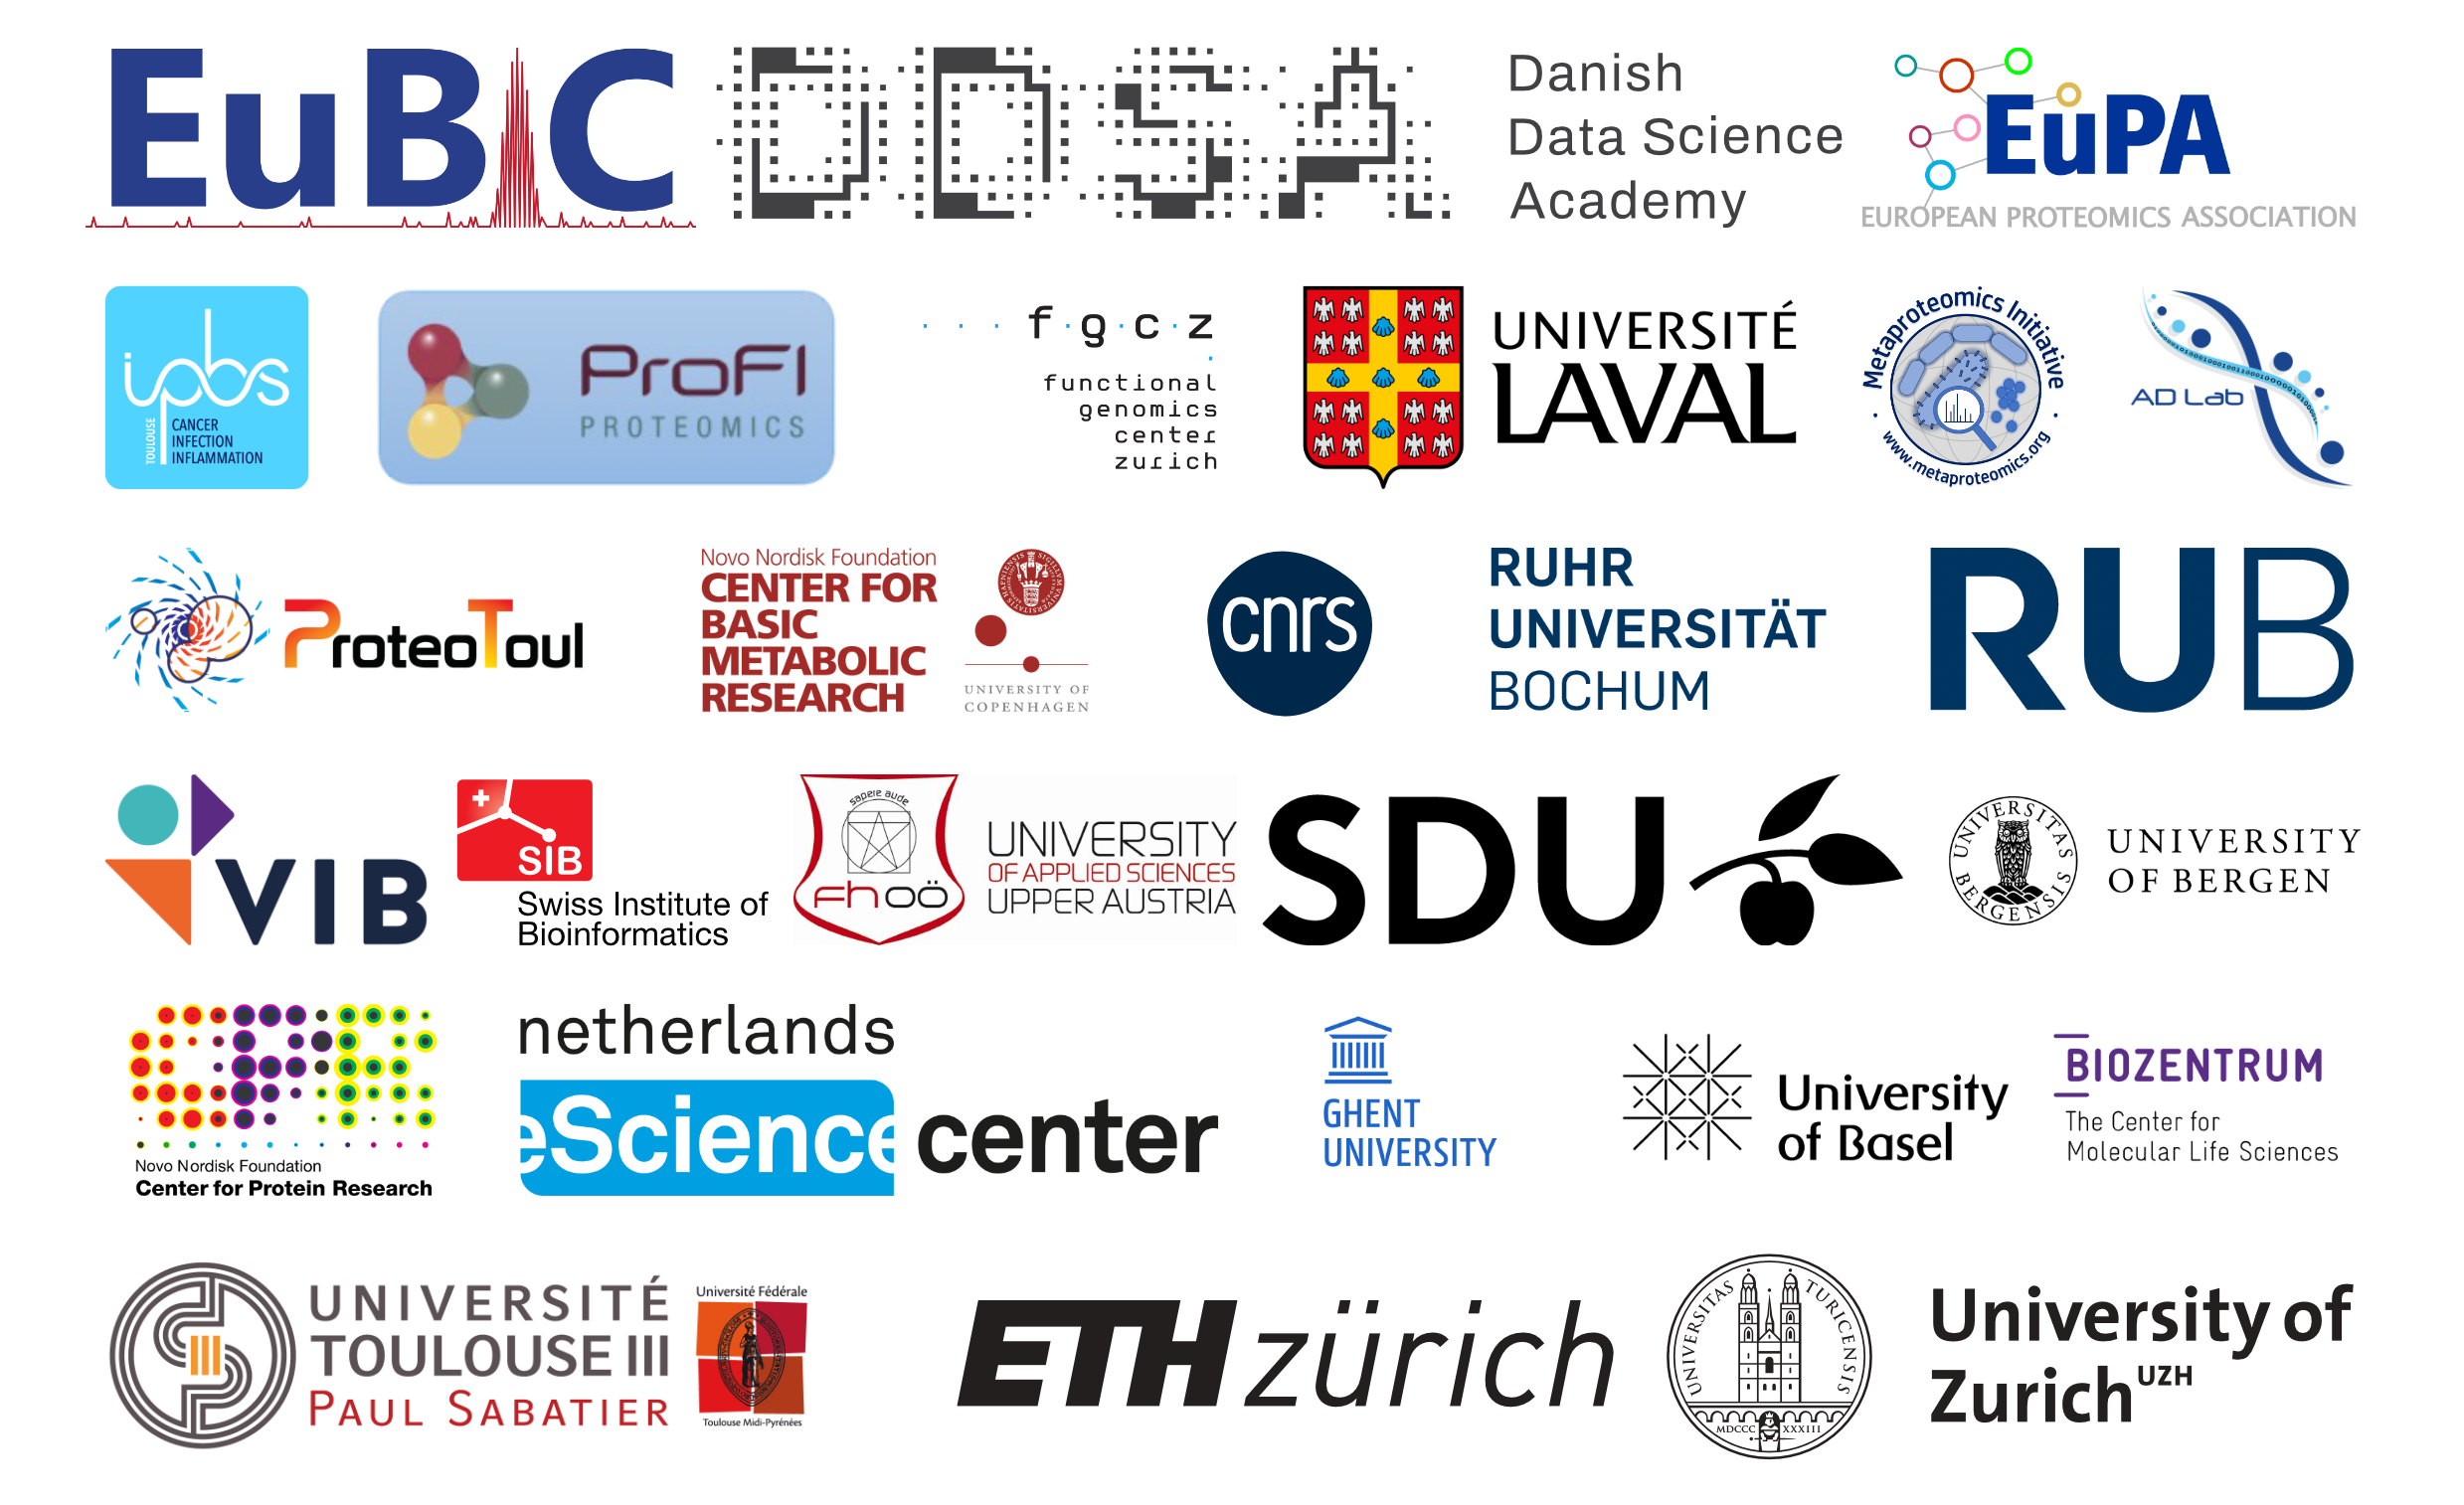 EuBIC
DDSA
Danish
Data Science
Academy
EuPA
EUROPEAN PROTEOMICS ASSOCIATION
ipbs
TOULOUSE
CANCER
INFECTION
INFLAMMATION
ProFI
PROTEOMICS
f·g·c·z
functional
genomics
center
zurich
UNIVERSITÉ
LAVAL
Metaproteomics Initiative
www.metaproteomics.org
AD Lab
ProteoToul
Novo Nordisk Foundation
CENTER FOR
BASIC
METABOLIC
RESEARCH
UNIVERSITY OF
COPENHAGEN
cnrs
RUHR
UNIVERSITÄT
BOCHUM
RUB
VIB
SIB
Swiss Institute of
Bioinformatics
sapere aude
fh oö
UNIVERSITY
OF APPLIED SCIENCES
UPPER AUSTRIA
SDU
UNIVERSITAS BERGENSIS
UNIVERSITY
OF BERGEN
CPR
Novo Nordisk Foundation
Center for Protein Research
netherlands
eScience center
GHENT
UNIVERSITY
University
of Basel
BIOZENTRUM
The Center for
Molecular Life Sciences
UNIVERSITÉ
TOULOUSE III
PAUL SABATIER
Université Fédérale
Toulouse Midi-Pyrénées
ETH zürich
UNIVERSITAS TURICENSIS
MDCCC XXXIII
University of
Zurich UZH